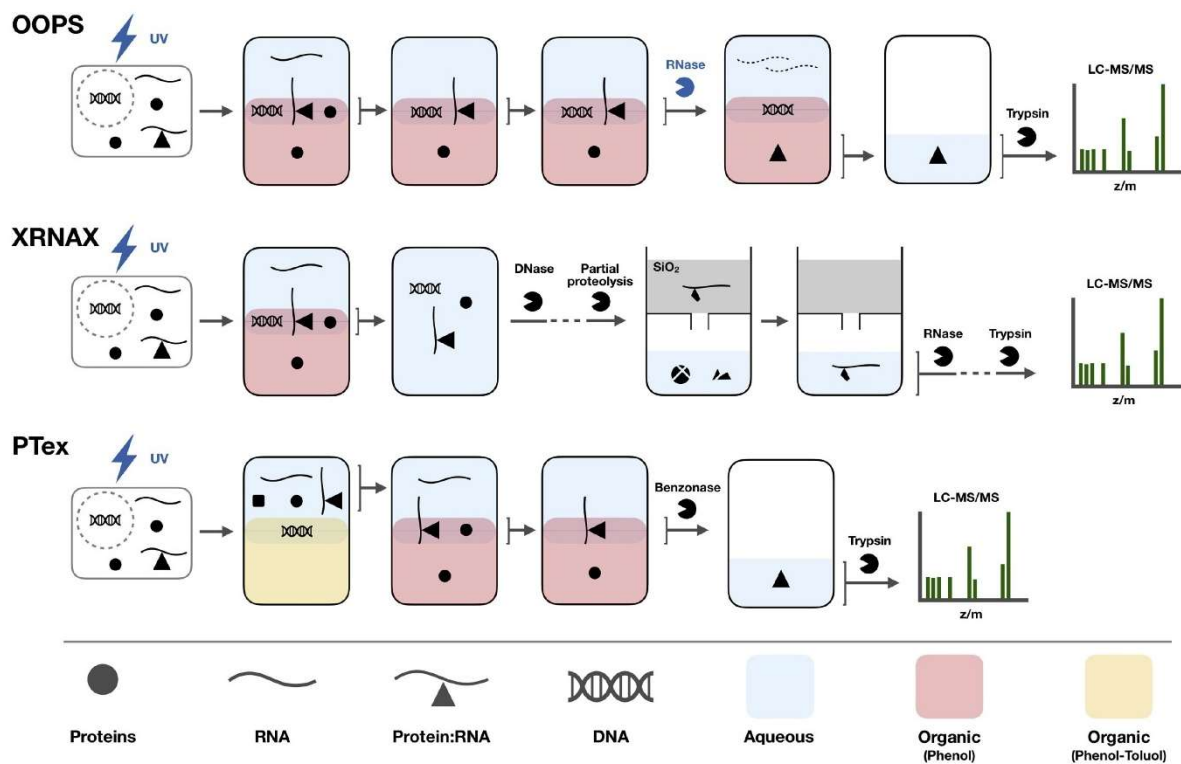 OOPS
UV
RNase
LC-MS/MS
Trypsin
z/m
XRNAX
UV
DNase
Partial
proteolysis
SiO₂
LC-MS/MS
RNase
Trypsin
z/m
PTex
UV
Benzonase
LC-MS/MS
Trypsin
z/m
Proteins
RNA
Protein:RNA
DNA
Aqueous
Organic
(Phenol)
Organic
(Phenol-Toluol)